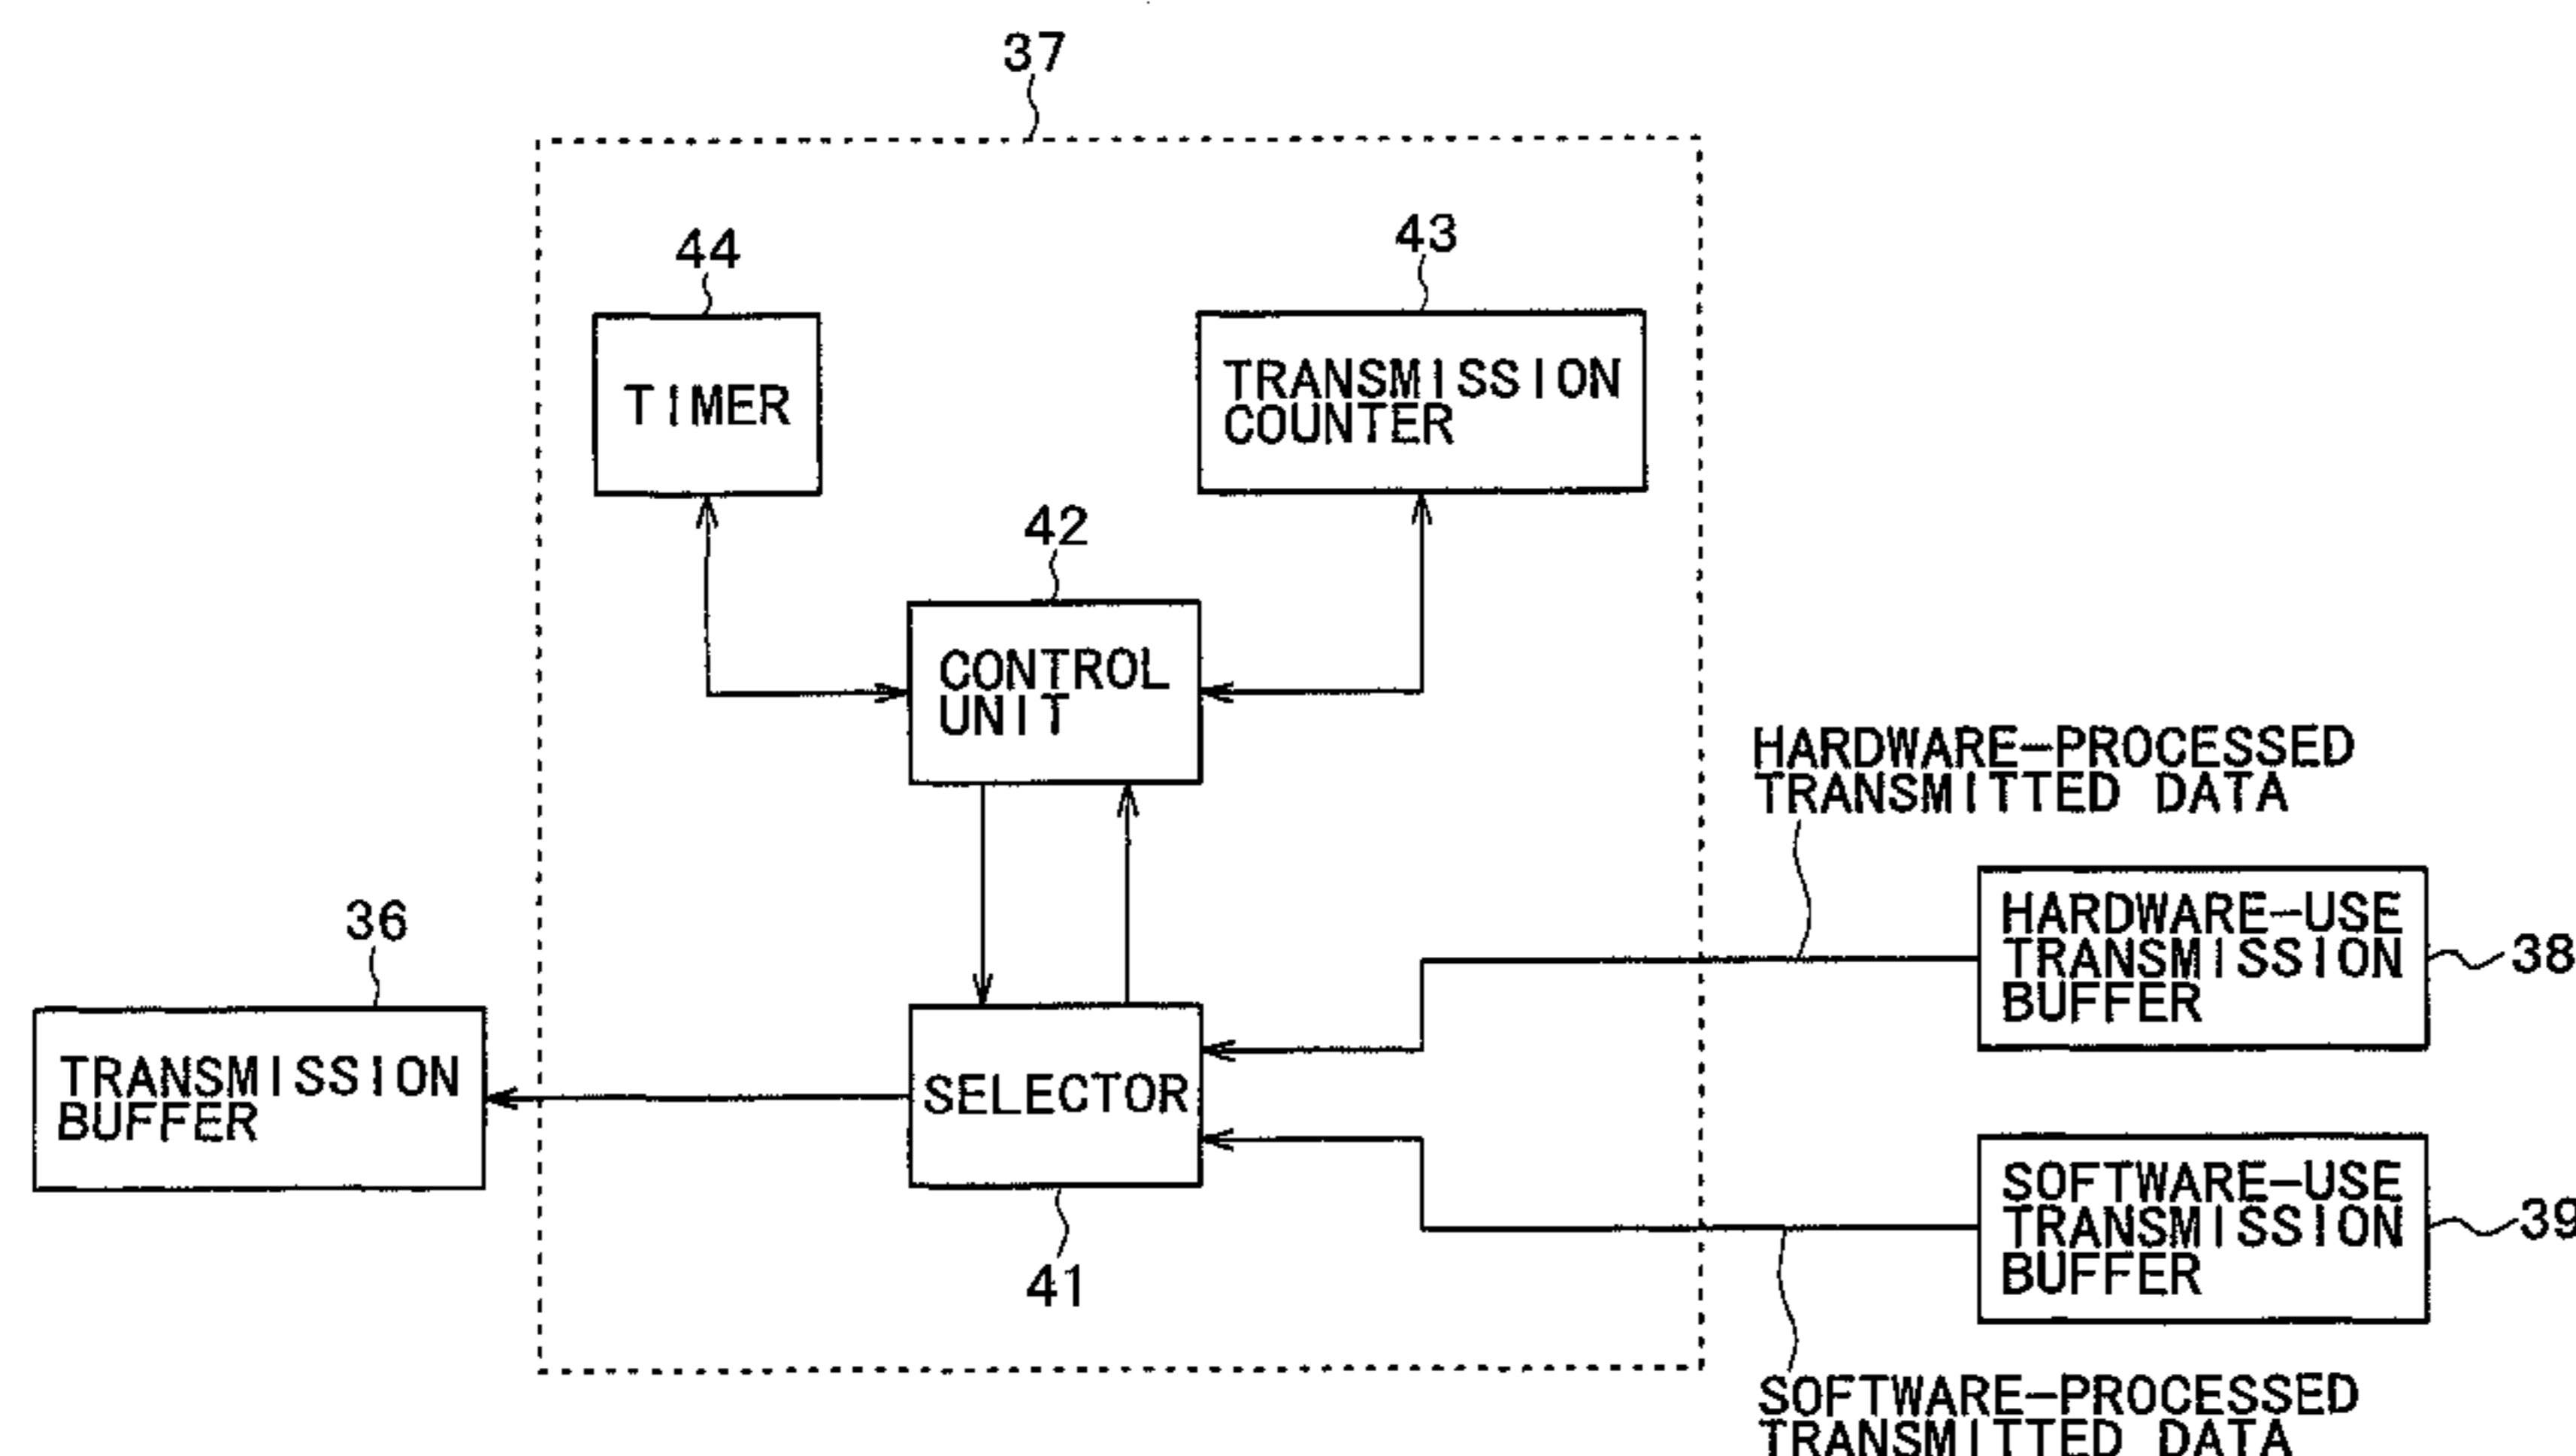 37
44
43
TIMER
TRANSMISSION
COUNTER
42
CONTROL
UNIT
HARDWARE-PROCESSED
TRANSMITTED DATA
36
HARDWARE-USE
TRANSMISSION
BUFFER
38
TRANSMISSION
BUFFER
SELECTOR
SOFTWARE-USE
TRANSMISSION
BUFFER
39
41
SOFTWARE-PROCESSED
TRANSMITTED DATA